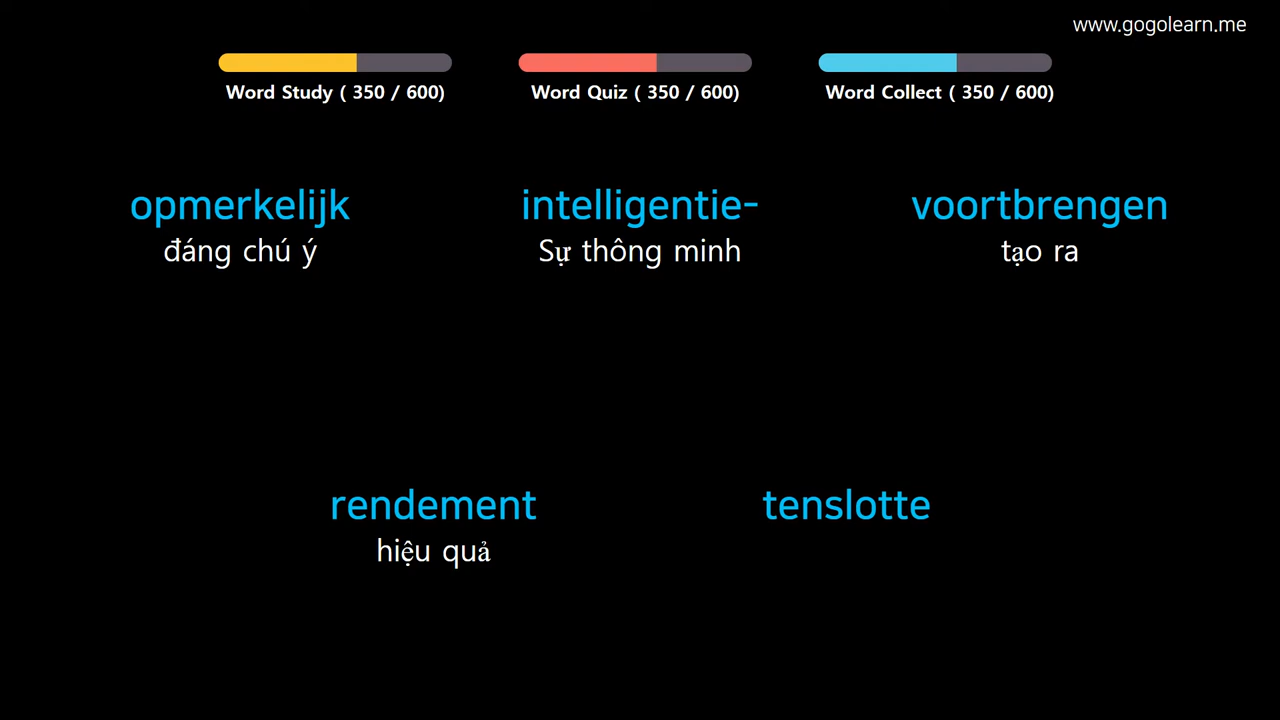 www.gogolearn.me
Word Study ( 350 / 600)
Word Quiz ( 350 / 600)
Word Collect ( 350 / 600)
opmerkelijk
đáng chú ý
intelligentie-
Sự thông minh
voortbrengen
tạo ra
rendement
hiệu quả
tenslotte